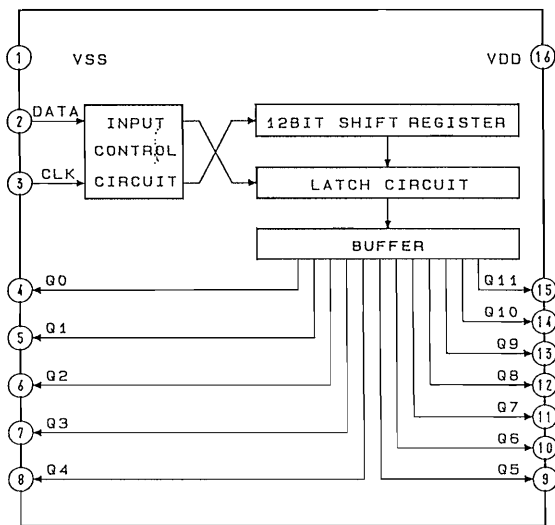 1 VSS VDD 16
2 DATA
INPUT
CONTROL
CIRCUIT
12BIT SHIFT REGISTER
3 CLK
LATCH CIRCUIT
BUFFER
4 Q0 Q11 15
Q10 14
5 Q1 Q9 13
6 Q2 Q8 12
Q7 11
7 Q3 Q6 10
8 Q4 Q5 9